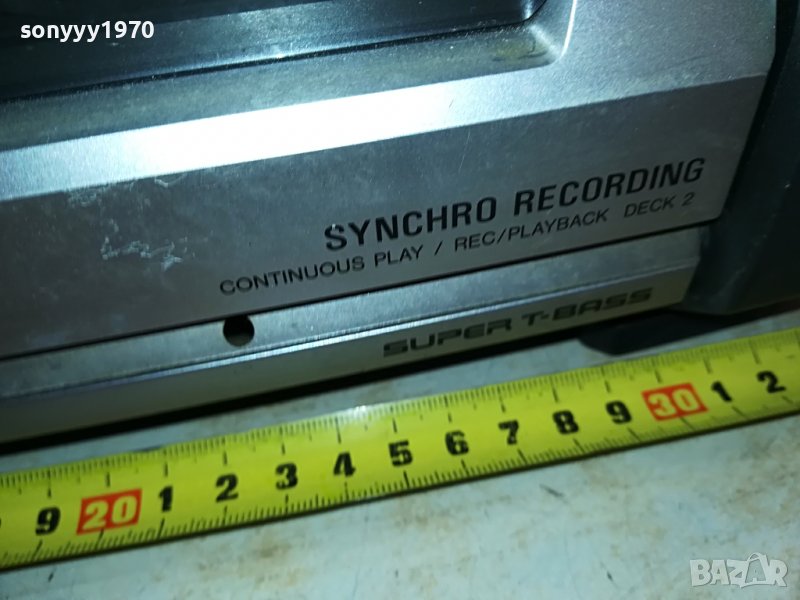 sonyyy1970
SYNCHRO RECORDING
CONTINUOUS PLAY / REC/PLAYBACK DECK 2
SUPER T-BASS
9 20 1 2 3 4 5 6 7 8 9 30 1 2
BAZAR